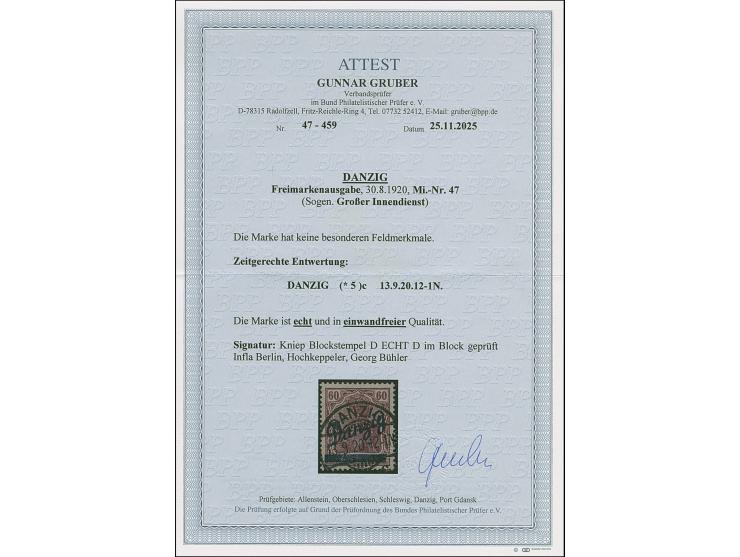 ATTEST
GUNNAR GRUBER
Verbandsprüfer
im Bund Philatelistischer Prüfer e. V.
D-78315 Radolfzell, Fritz-Reichle-Ring 4, Tel. 07732 52412, E-Mail: gruber@bpp.de
Nr. 47 - 459 Datum 25.11.2025
DANZIG
Freimarkenausgabe, 30.8.1920, Mi.-Nr. 47
(Sogen. Großer Innendienst)
Die Marke hat keine besonderen Feldmerkmale.
Zeitgerechte Entwertung:
DANZIG (* 5 )c 13.9.20.12-1N.
Die Marke ist echt und in einwandfreier Qualität.
Signatur: Kniep Blockstempel D ECHT D im Block geprüft
Infla Berlin, Hochkeppeler, Georg Bühler
60 60
DANZIG
Danzig
Prüfgebiete: Allenstein, Oberschlesien, Schleswig, Danzig, Port Gdansk
Die Prüfung erfolgte auf Grund der Prüfordnung des Bundes Philatelistischer Prüfer e.V.